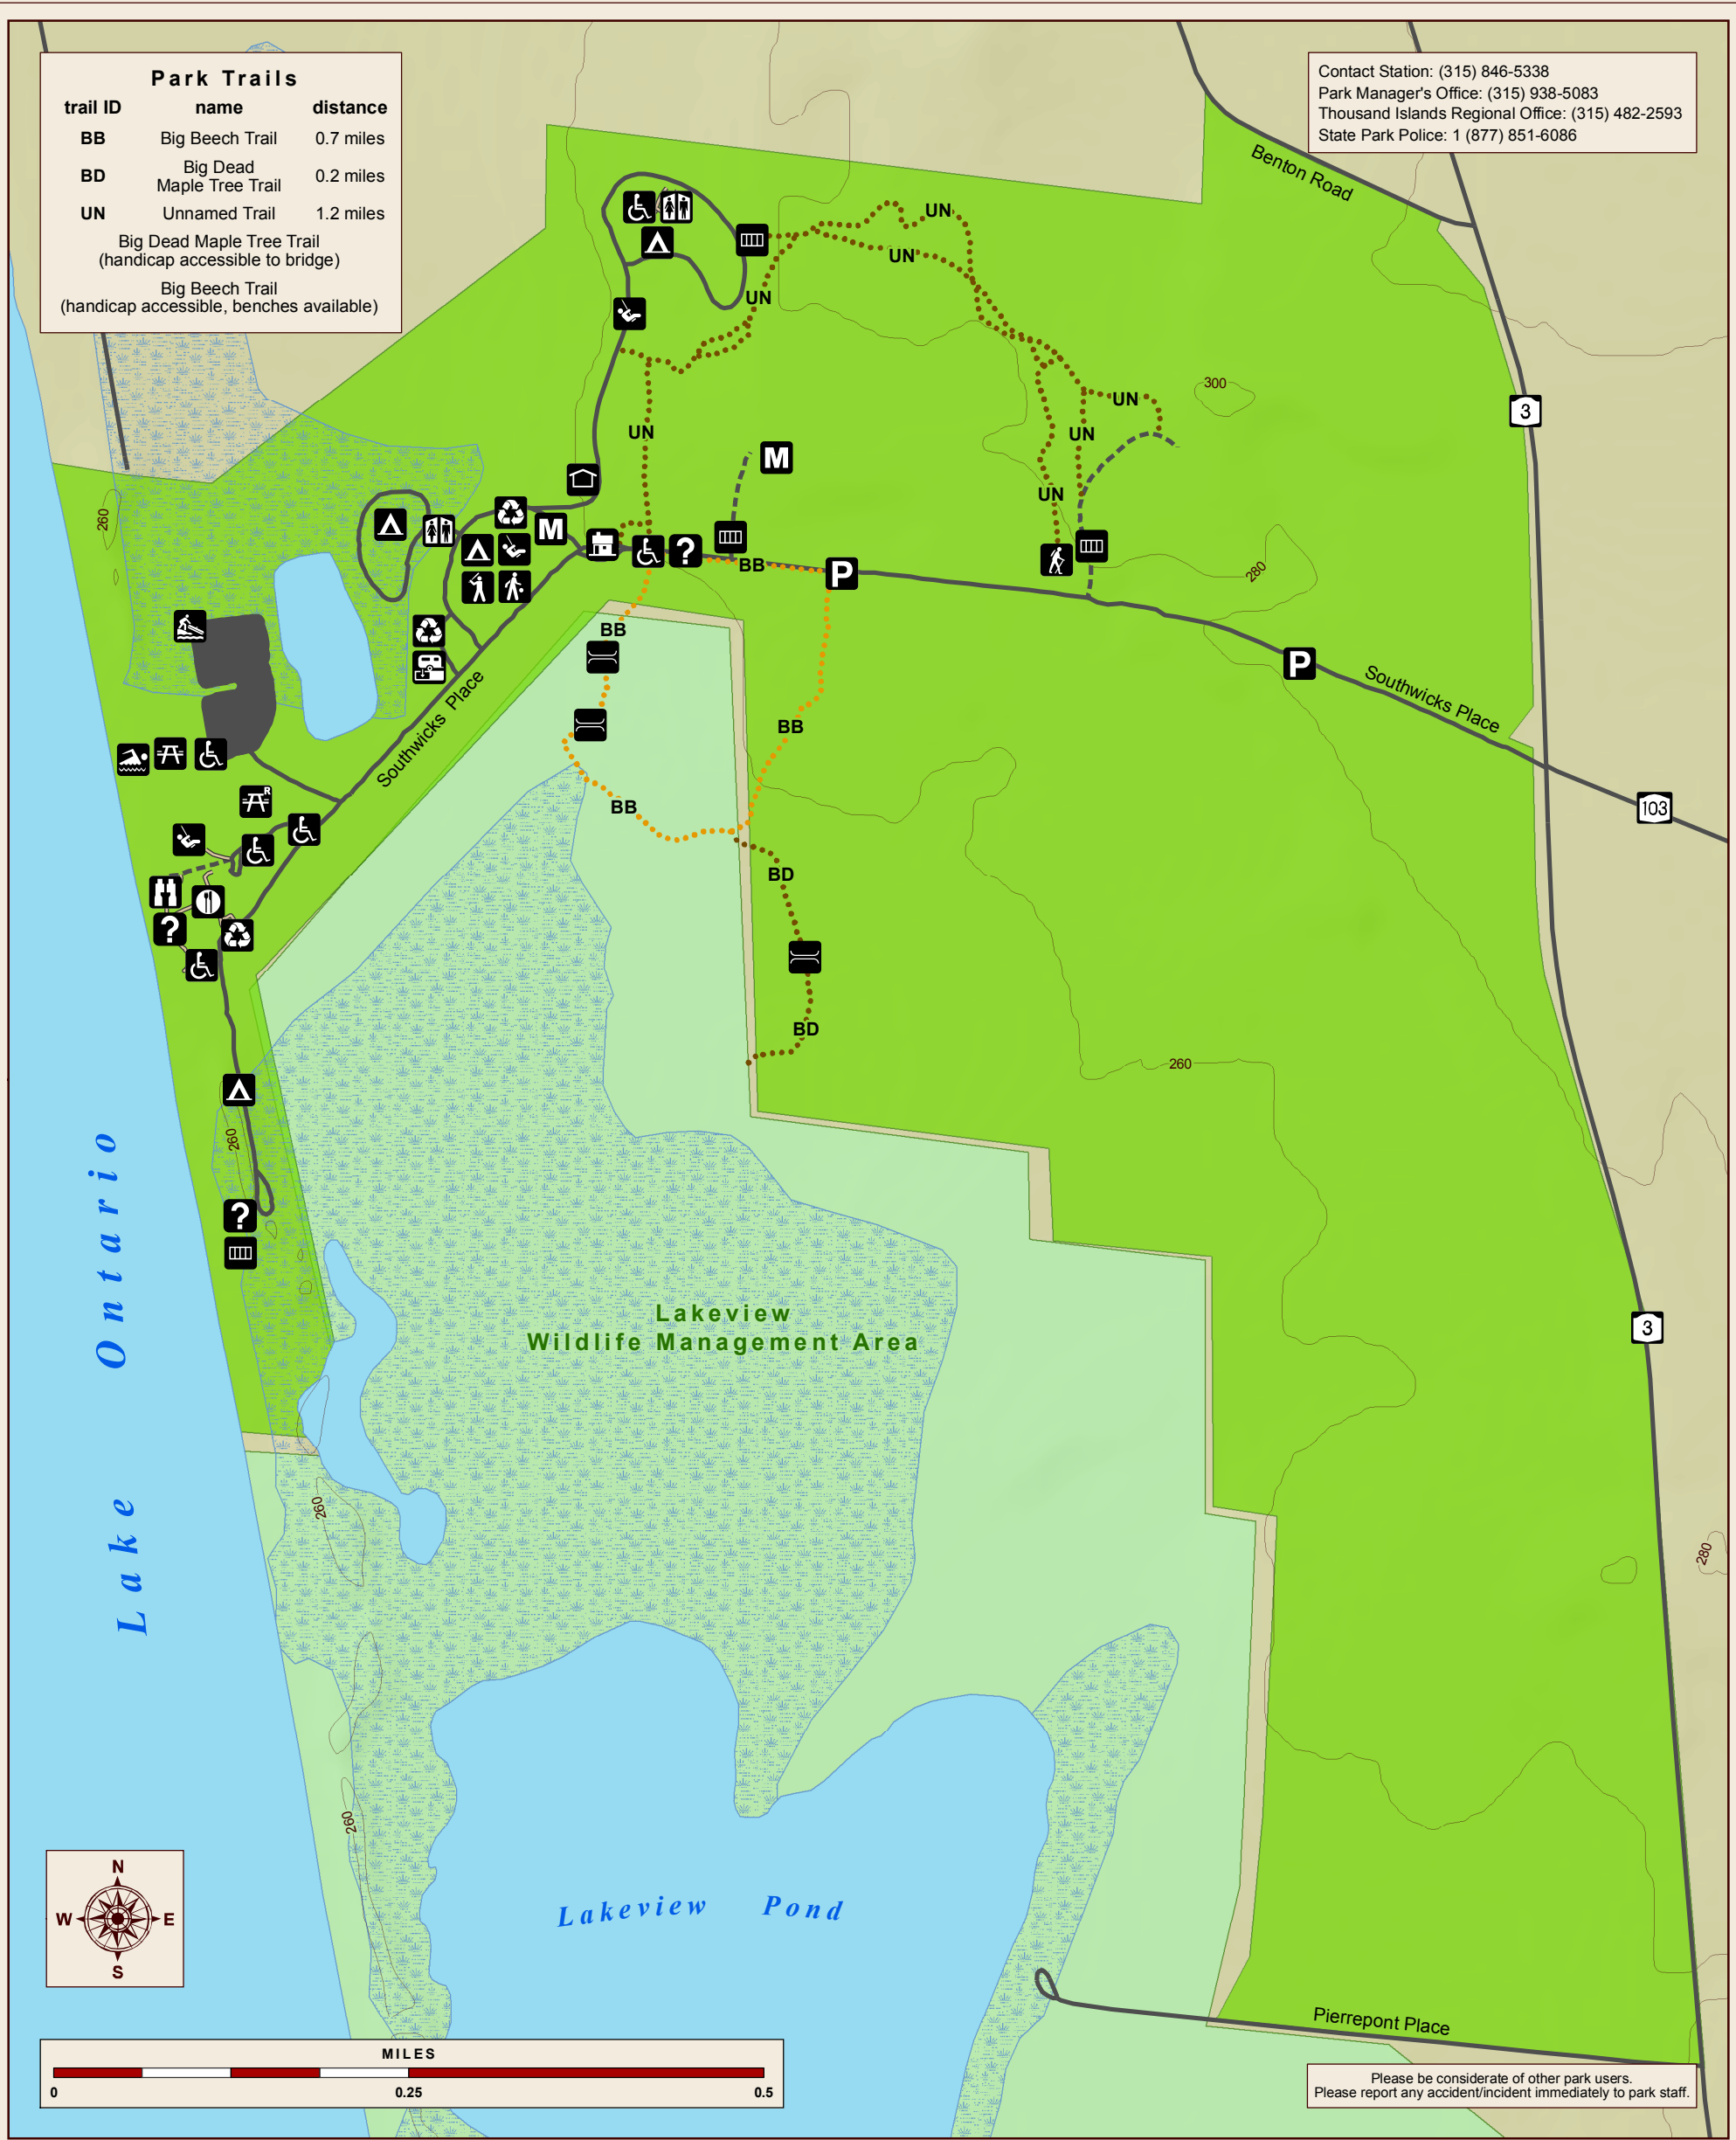 Park Trails
trail ID name distance
BB Big Beech Trail 0.7 miles
BD Big Dead Maple Tree Trail 0.2 miles
UN Unnamed Trail 1.2 miles
Big Dead Maple Tree Trail
(handicap accessible to bridge)
Big Beech Trail
(handicap accessible, benches available)
Contact Station: (315) 846-5338
Park Manager's Office: (315) 938-5083
Thousand Islands Regional Office: (315) 482-2593
State Park Police: 1 (877) 851-6086
Benton Road
UN
UN
UN
300
UN
3
UN
UN
M
UN
260
M
?
BB
P
280
BB
P
Southwicks Place
Southwicks Place
BB
R
BB
103
BD
?
BD
260
260
?
3
Lakeview
Wildlife Management Area
Lake Ontario
260
280
260
N
W E
S
Lakeview Pond
Pierrepont Place
MILES
0 0.25 0.5
Please be considerate of other park users.
Please report any accident/incident immediately to park staff.